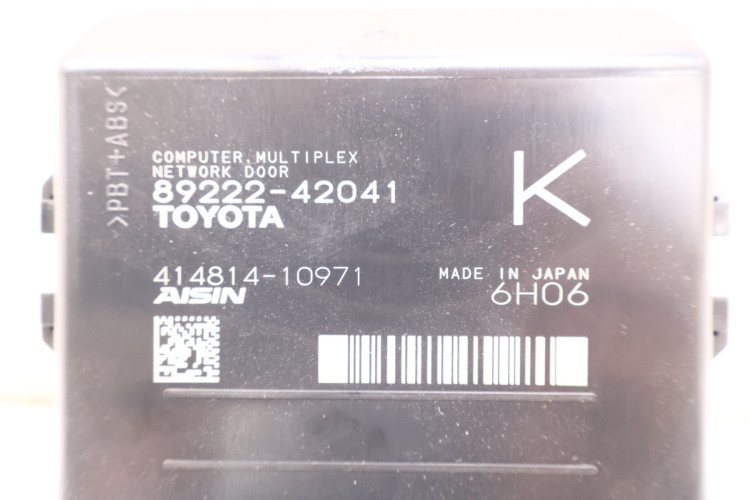 >PBT+ABS<
COMPUTER, MULTIPLEX
NETWORK DOOR
89222-42041
TOYOTA
K
414814-10971
AISIN
MADE IN JAPAN
6H06